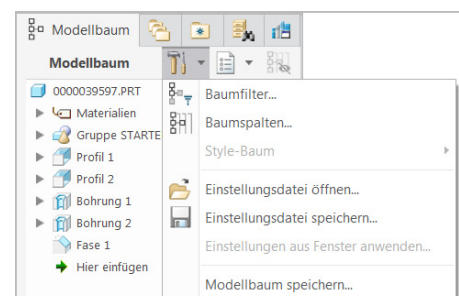 Modellbaum
Modellbaum
0000039597.PRT
Materialien
Gruppe STARTE
Profil 1
Profil 2
Bohrung 1
Bohrung 2
Fase 1
Hier einfügen
Baumfilter...
Baumspalten...
Style-Baum
Einstellungsdatei öffnen...
Einstellungsdatei speichern...
Einstellungen aus Fenster anwenden...
Modellbaum speichern...